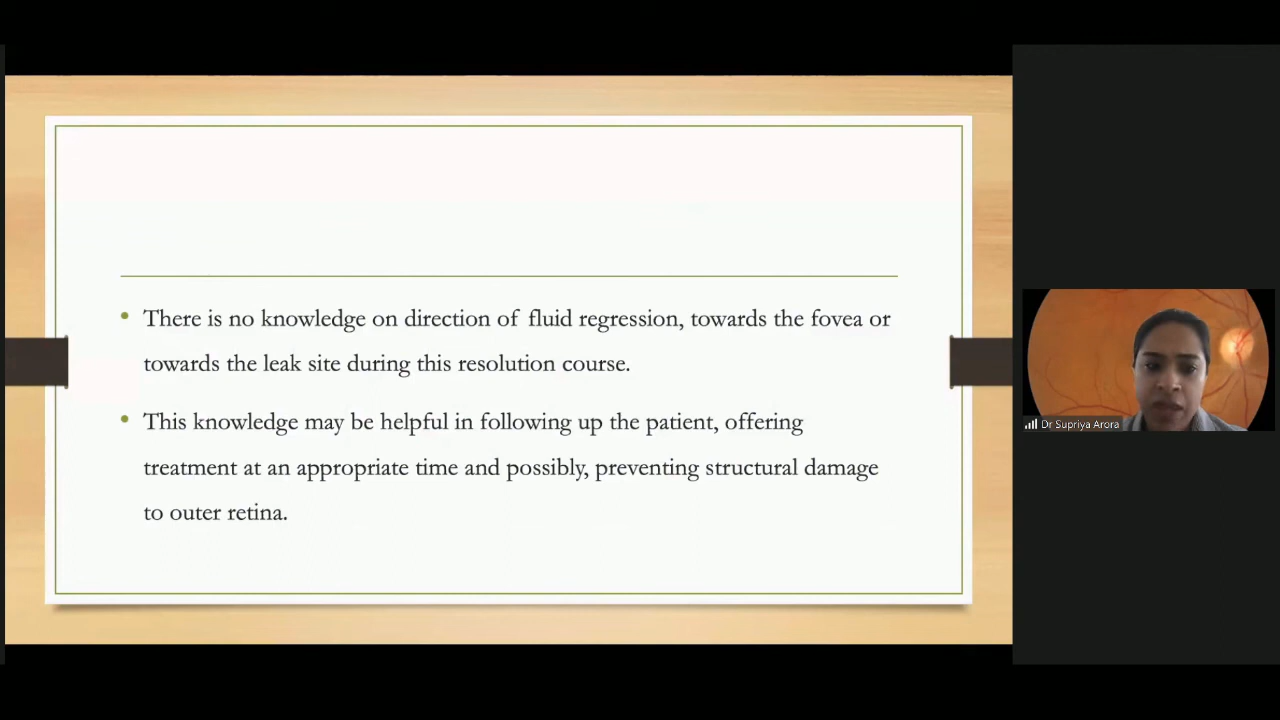 • There is no knowledge on direction of fluid regression, towards the fovea or
towards the leak site during this resolution course.
• This knowledge may be helpful in following up the patient, offering
treatment at an appropriate time and possibly, preventing structural damage
to outer retina.
Dr Supriya Arora